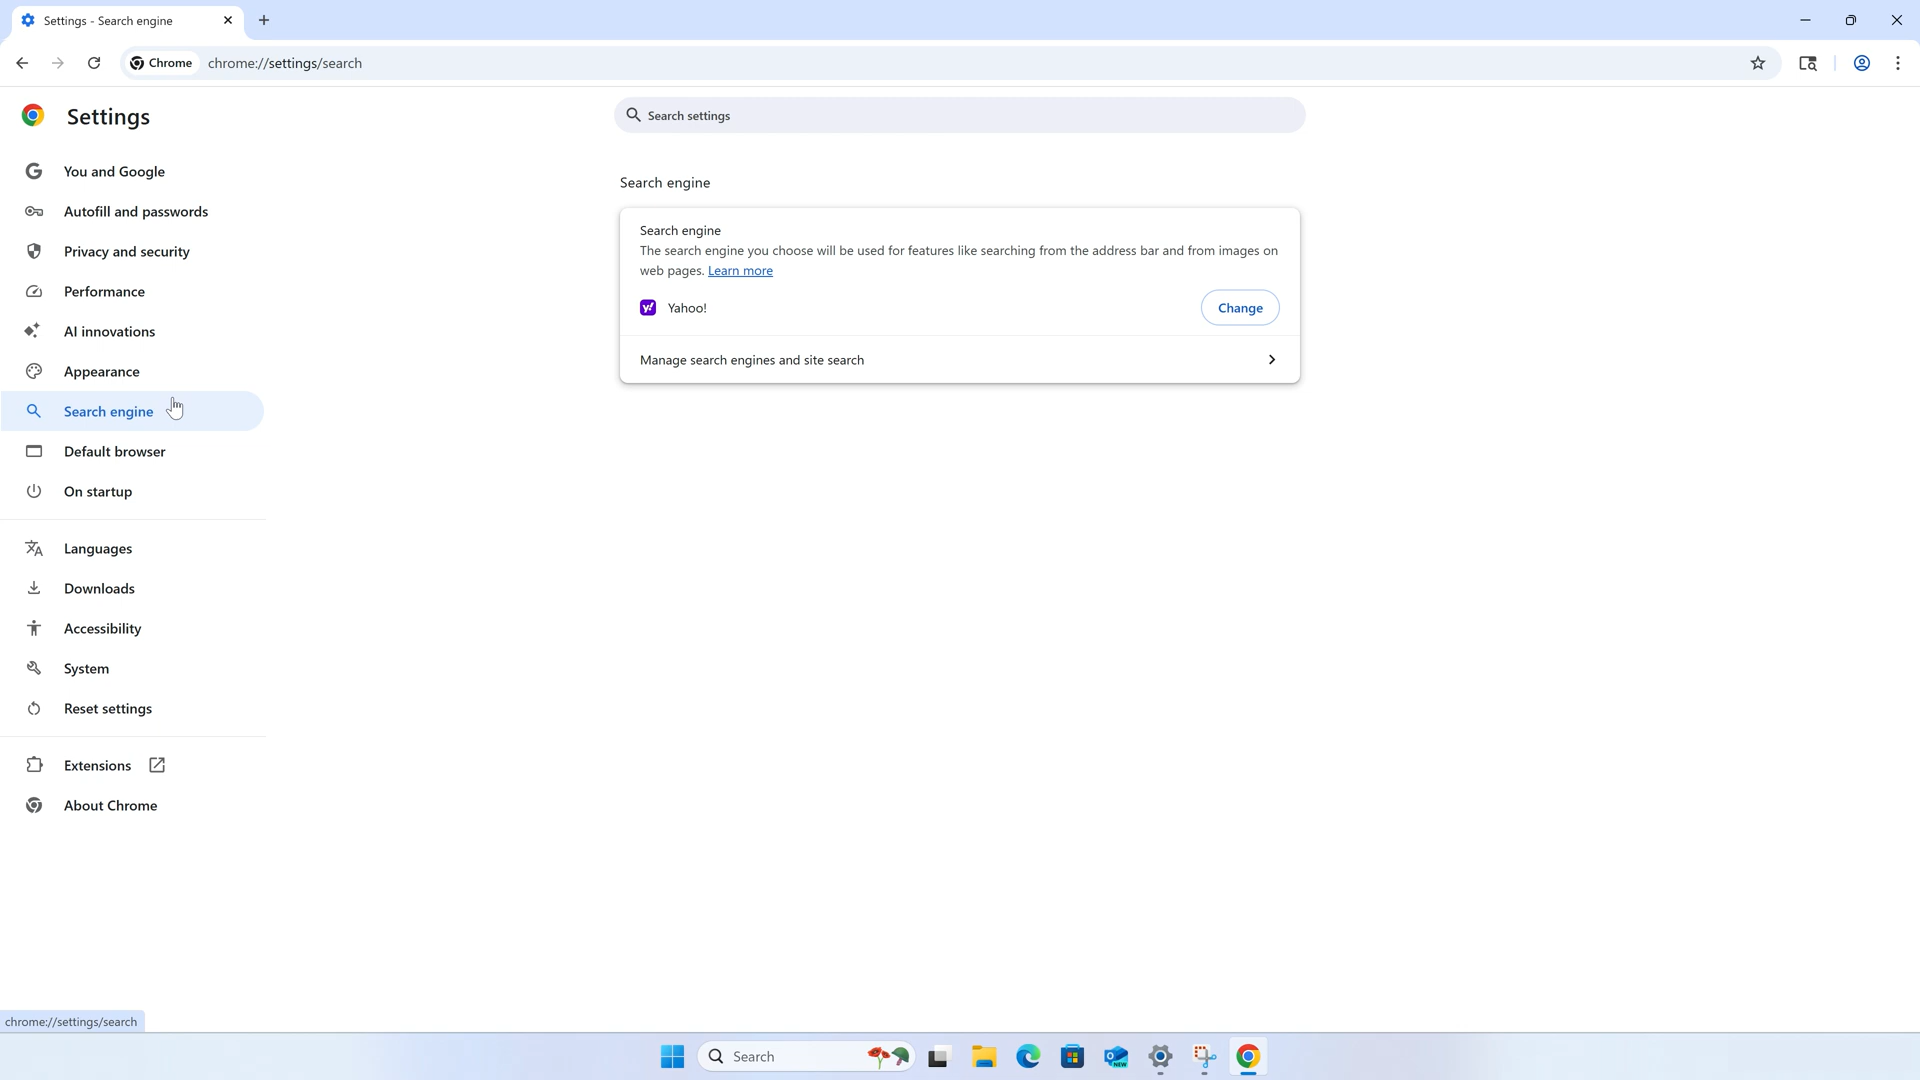 Settings - Search engine
Chrome
chrome://settings/search
Settings
Search settings
You and Google
Autofill and passwords
Privacy and security
Performance
AI innovations
Appearance
Search engine
Default browser
On startup
Languages
Downloads
Accessibility
System
Reset settings
Extensions
About Chrome
Search engine
Search engine
The search engine you choose will be used for features like searching from the address bar and from images on
web pages. Learn more
Yahoo!
Change
Manage search engines and site search
chrome://settings/search
Search